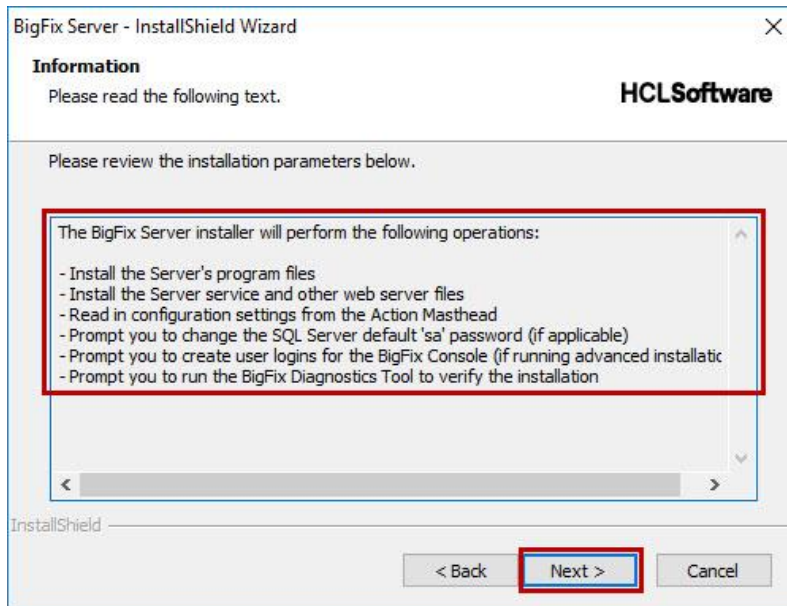 BigFix Server - InstallShield Wizard
Information
Please read the following text.
HCLSoftware
Please review the installation parameters below.
The BigFix Server installer will perform the following operations:
- Install the Server's program files
- Install the Server service and other web server files
- Read in configuration settings from the Action Masthead
- Prompt you to change the SQL Server default 'sa' password (if applicable)
- Prompt you to create user logins for the BigFix Console (if running advanced installatic
- Prompt you to run the BigFix Diagnostics Tool to verify the installation
InstallShield
< Back
Next >
Cancel